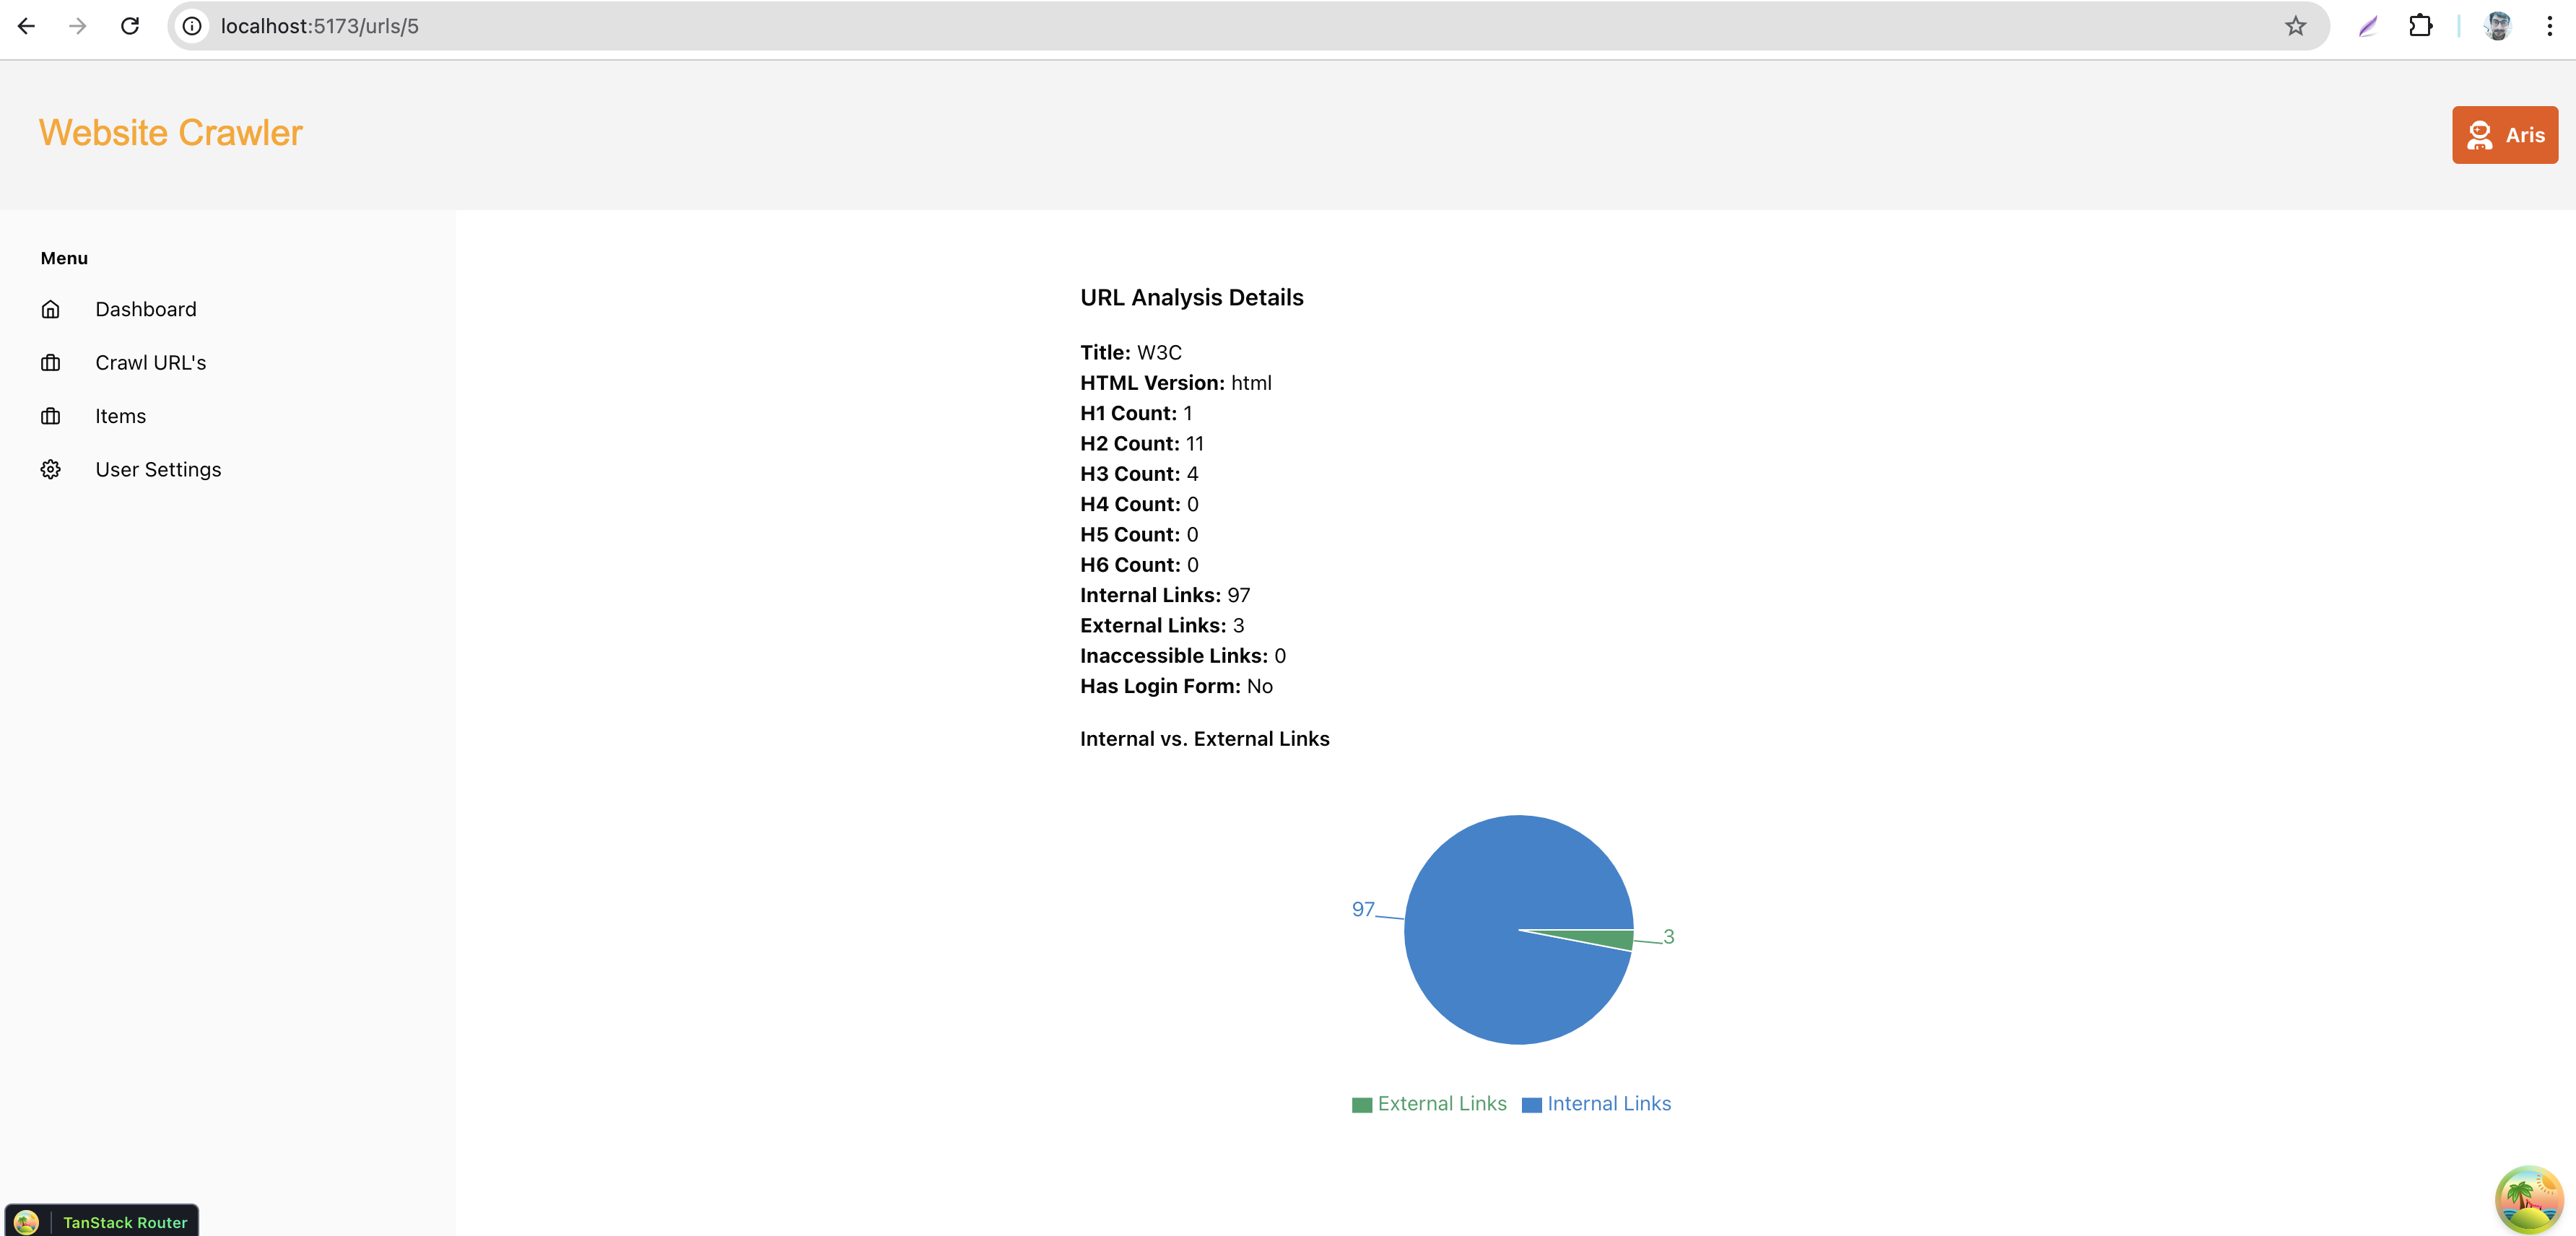 localhost:5173/urls/5
Website Crawler
Aris
Menu
Dashboard
Crawl URL's
Items
User Settings
URL Analysis Details
Title: W3C
HTML Version: html
H1 Count: 1
H2 Count: 11
H3 Count: 4
H4 Count: 0
H5 Count: 0
H6 Count: 0
Internal Links: 97
External Links: 3
Inaccessible Links: 0
Has Login Form: No
Internal vs. External Links
97
3
External Links Internal Links
TanStack Router